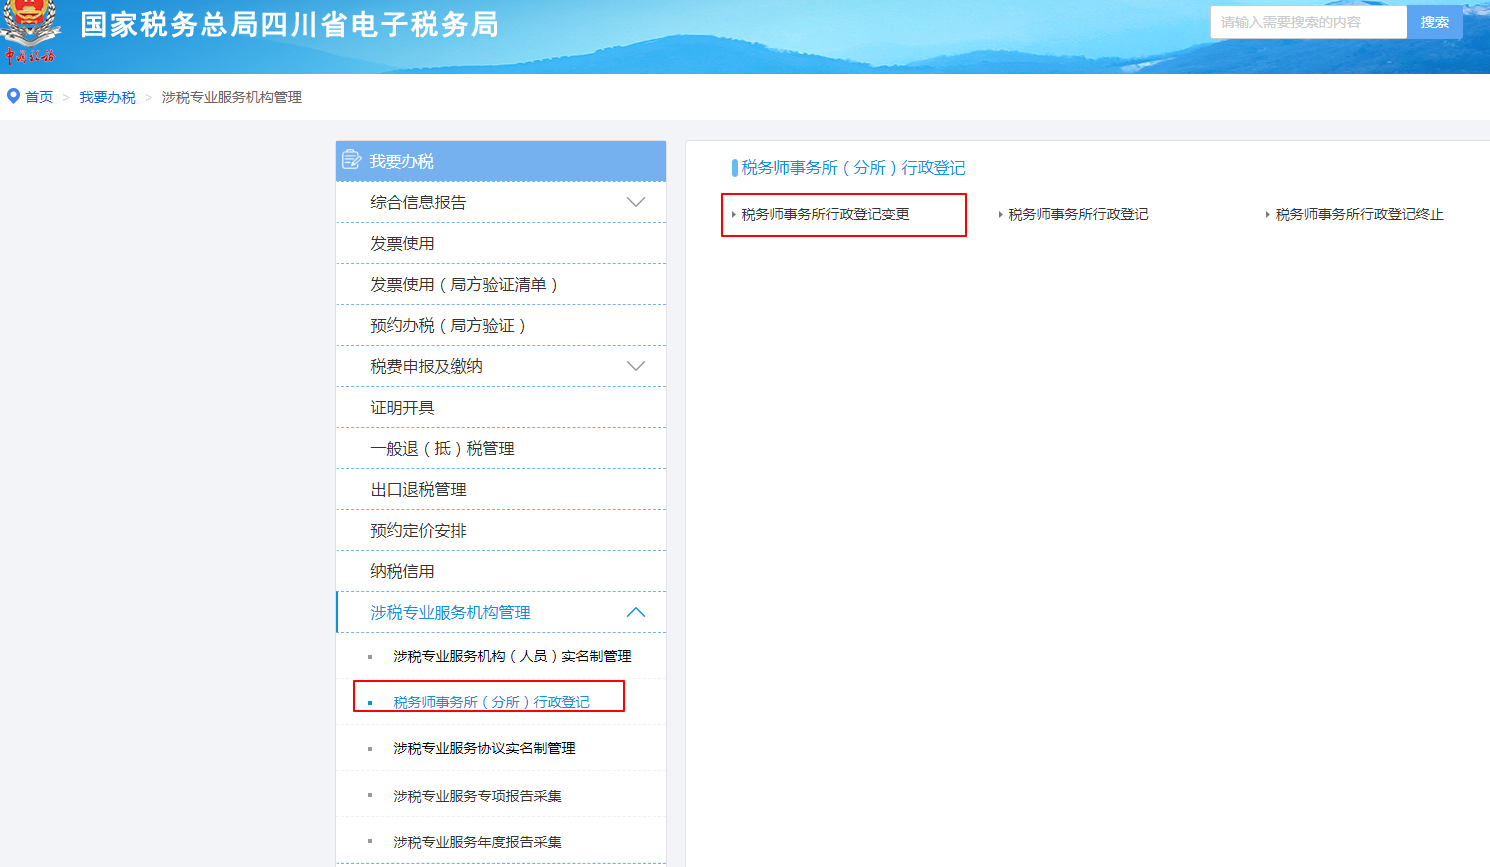 国家税务总局四川省电子税务局
请输入需要搜索的内容 搜索
中国税务
首页 > 我要办税 > 涉税专业服务机构管理
我要办税
综合信息报告
发票使用
发票使用（局方验证清单）
预约办税（局方验证）
税费申报及缴纳
证明开具
一般退（抵）税管理
出口退税管理
预约定价安排
纳税信用
涉税专业服务机构管理
涉税专业服务机构（人员）实名制管理
税务师事务所（分所）行政登记
涉税专业服务协议实名制管理
涉税专业服务专项报告采集
涉税专业服务年度报告采集
税务师事务所（分所）行政登记
税务师事务所行政登记变更 税务师事务所行政登记 税务师事务所行政登记终止